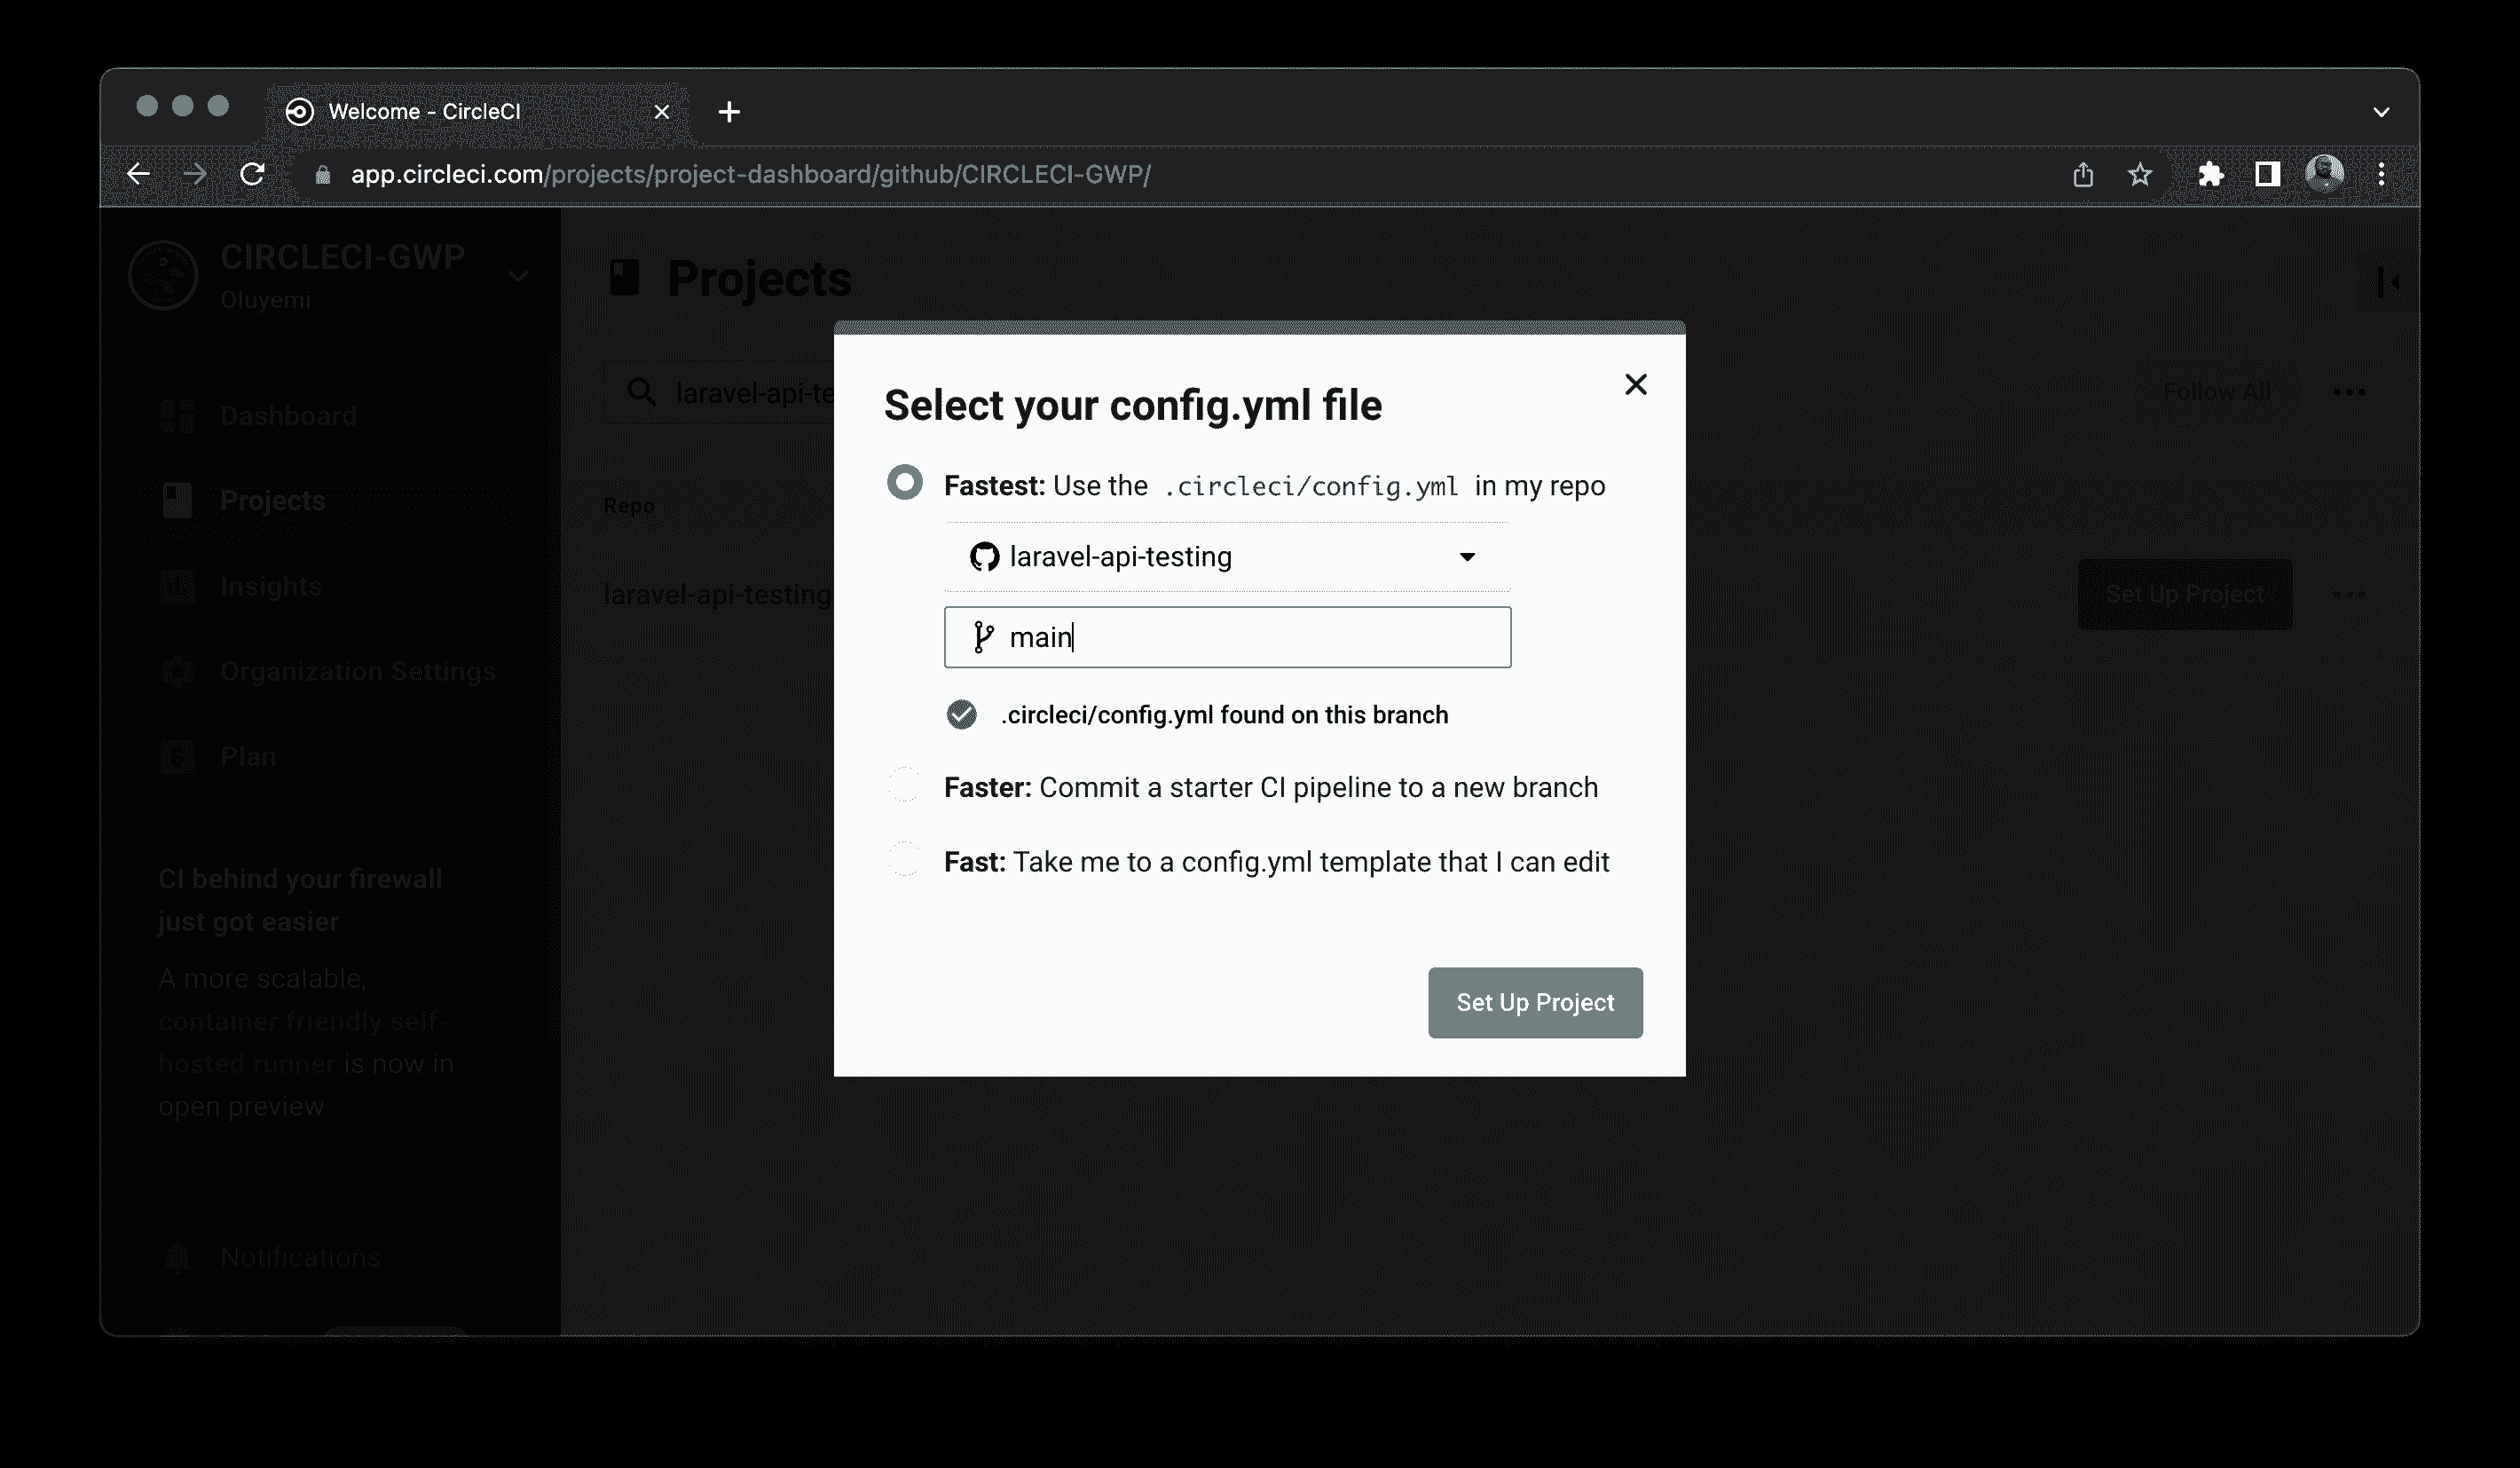 Welcome - CircleCI
app.circleci.com/projects/project-dashboard/github/CIRCLECI-GWP/
CIRCLECI-GWP
Oluyemi
Dashboard
Projects
Insights
Organization Settings
Plan
CI behind your firewall
just got easier
A more scalable,
container friendly self-
hosted runner is now in
open preview
Notifications
Projects
laravel-api-te
Follow All
Repo
laravel-api-testing
Set Up Project
Select your config.yml file
Fastest: Use the .circleci/config.yml in my repo
laravel-api-testing
main
.circleci/config.yml found on this branch
Faster: Commit a starter CI pipeline to a new branch
Fast: Take me to a config.yml template that I can edit
Set Up Project